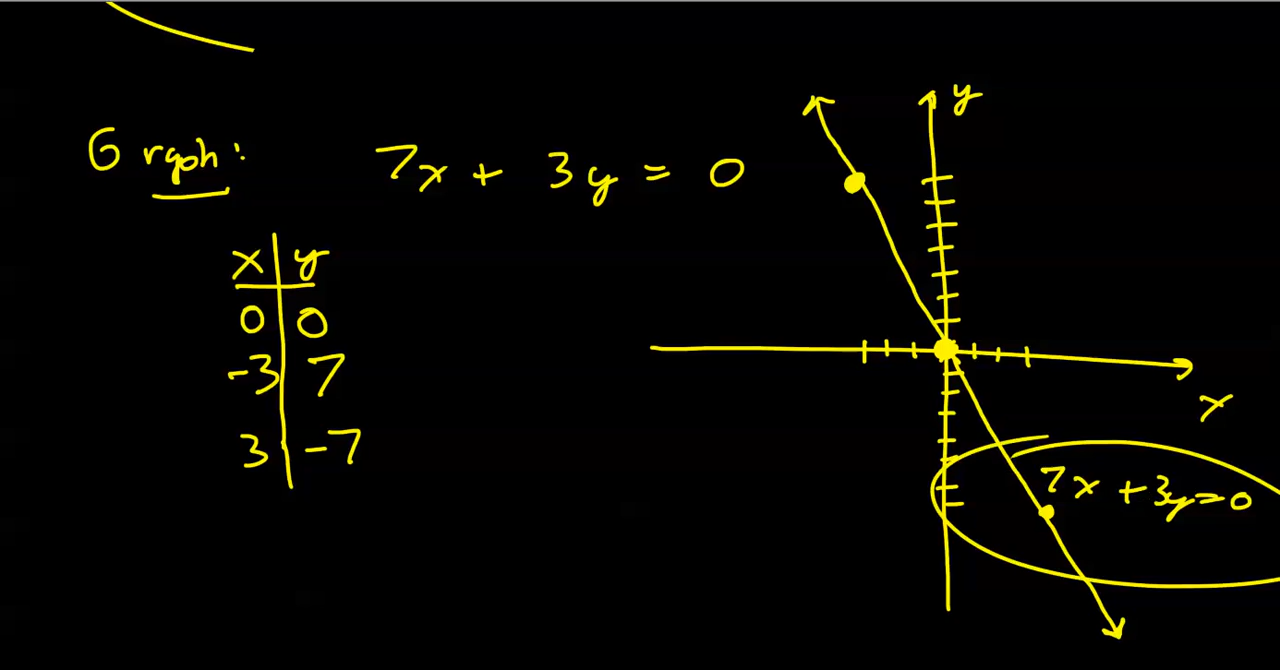 Graph: 7x + 3y = 0
x y
0 0
-3 7
3 -7
y
x
7x + 3y = 0